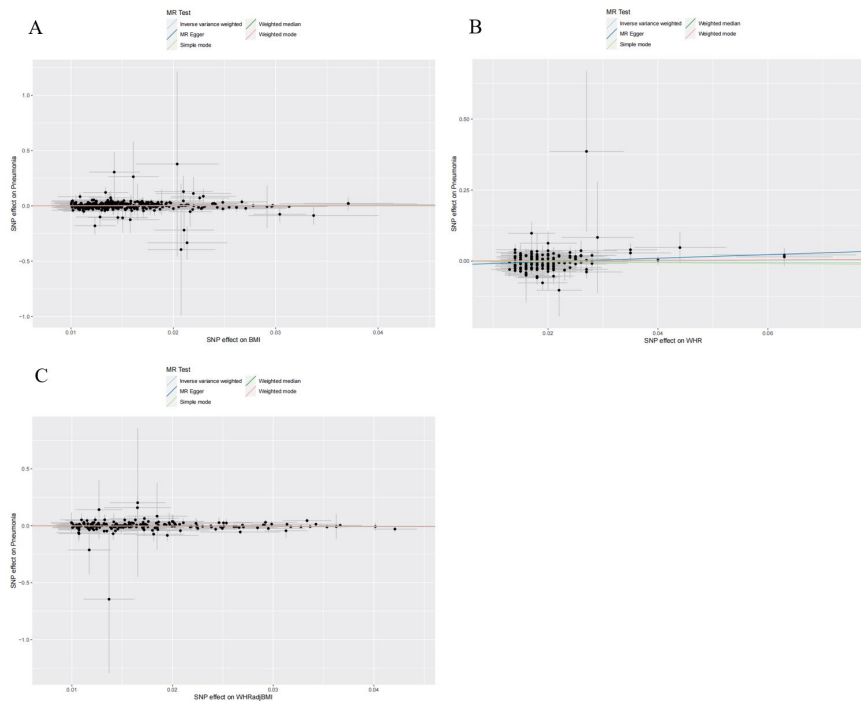 A
MR Test
Inverse variance weighted
Weighted median
MR Egger
Weighted mode
Simple mode
1.0
0.5
0.0
−0.5
−1.0
SNP effect on Pneumonia
0.01
0.02
0.03
0.04
SNP effect on BMI
B
MR Test
Inverse variance weighted
Weighted median
MR Egger
Weighted mode
Simple mode
0.50
0.25
0.00
SNP effect on Pneumonia
0.02
0.04
0.06
SNP effect on WHR
C
MR Test
Inverse variance weighted
Weighted median
MR Egger
Weighted mode
Simple mode
0.5
0.0
−0.5
−1.0
SNP effect on Pneumonia
0.01
0.02
0.03
0.04
SNP effect on WHRadjBMI